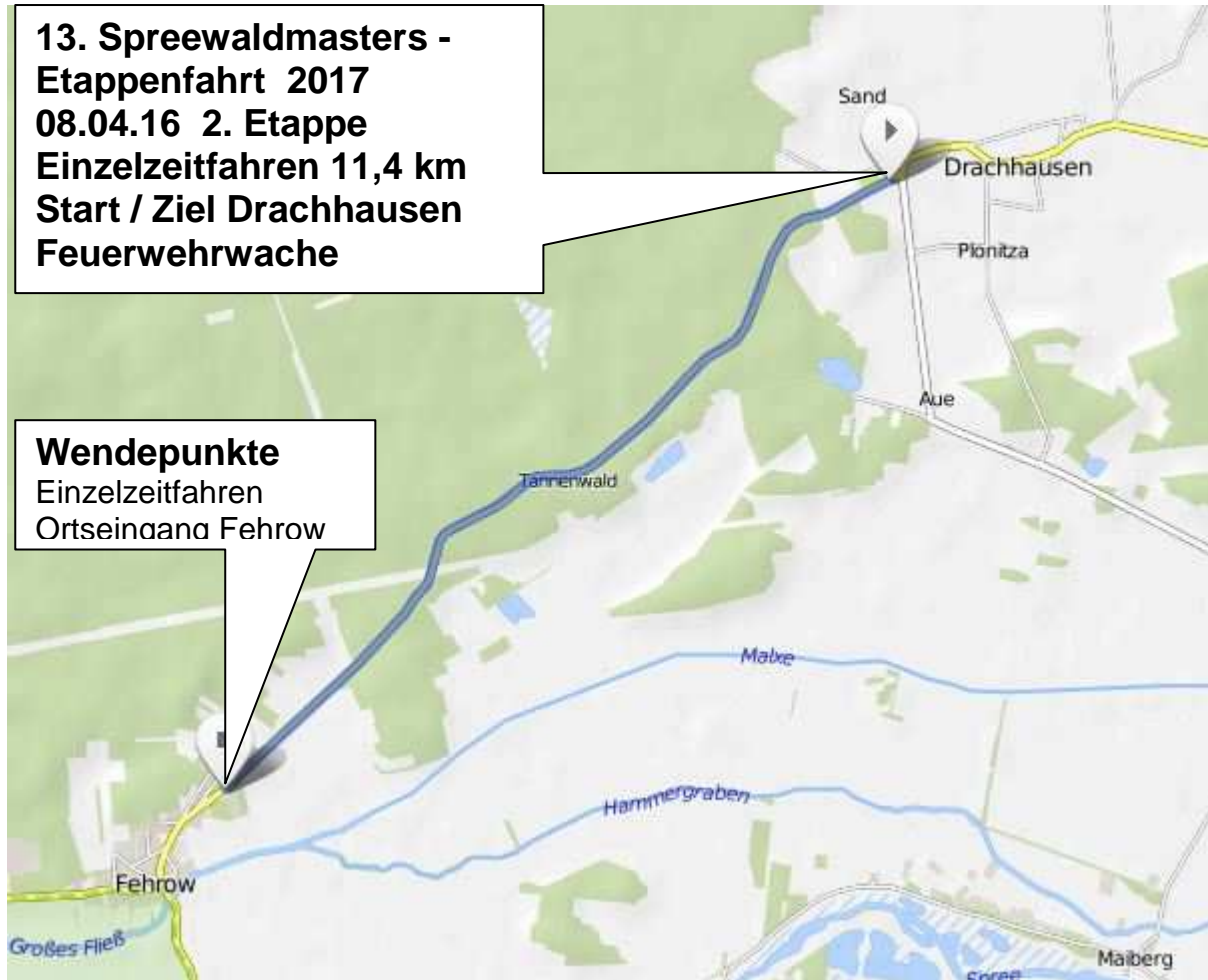 13. Spreewaldmasters -
Etappenfahrt 2017
08.04.16 2. Etappe
Einzelzeitfahren 11,4 km
Start / Ziel Drachhausen
Feuerwehrwache
Sand
Drachhausen
Plonitza
Aue
Wendepunkte
Einzelzeitfahren
Ortseingang Fehrow
Tannenwald
Malxe
Hammergraben
Fehrow
Großes Fließ
Maiberg
Spree